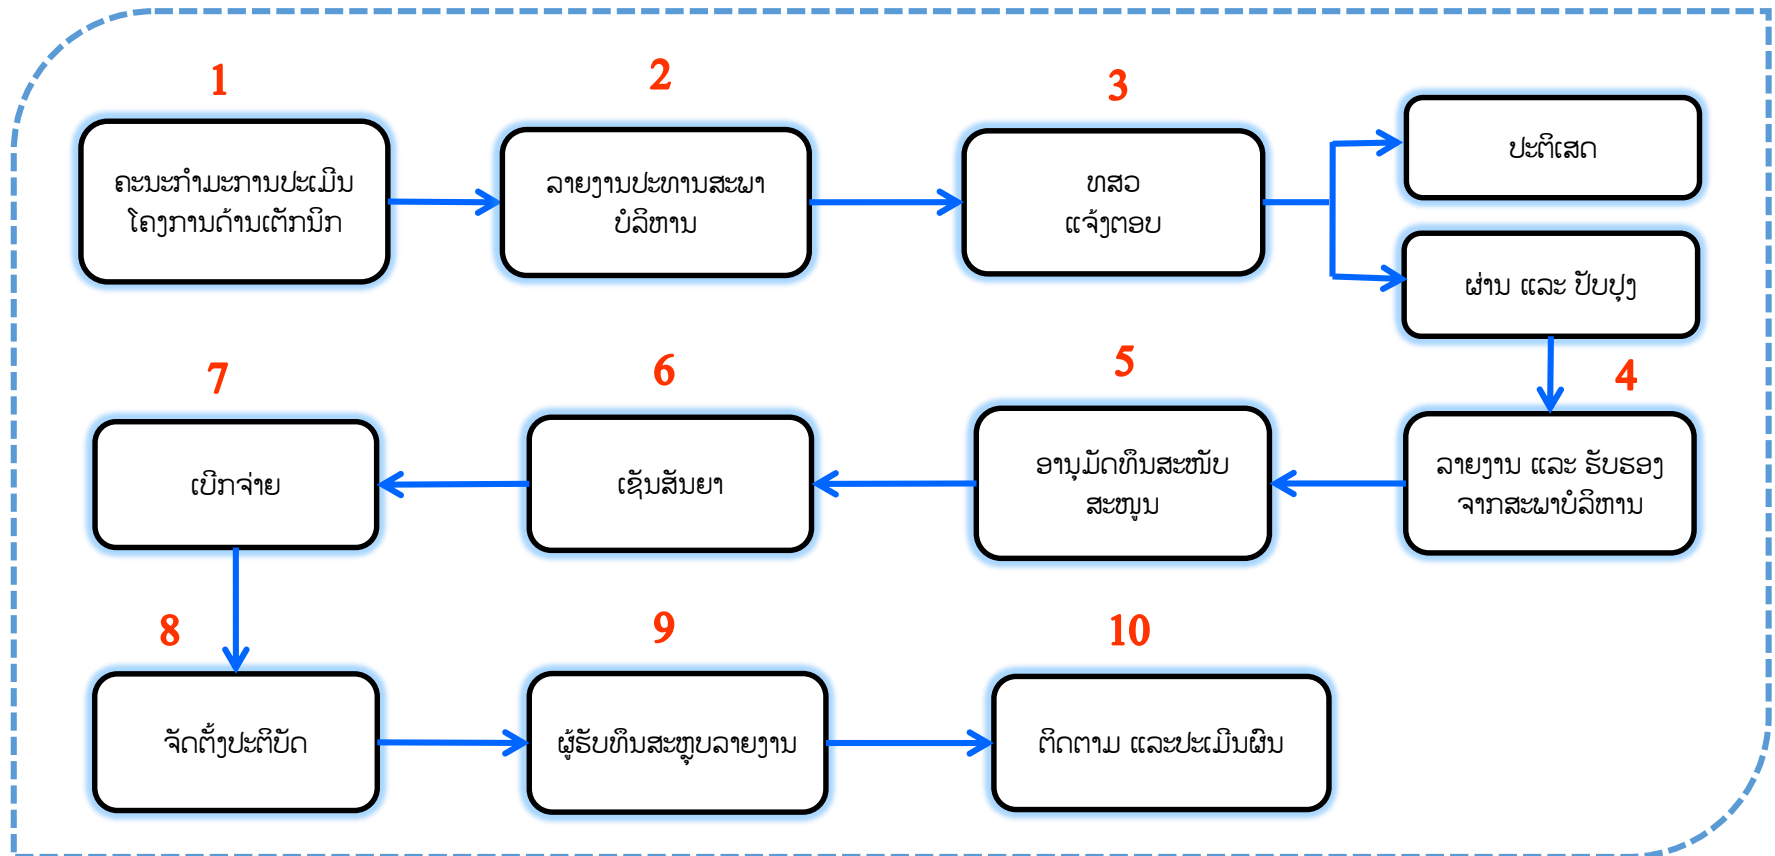 1
ຄະນະກຳມະການປະເມີນ
ໂຄງການດ້ານເຕັກນິກ
2
ລາຍງານປະທານສະພາ
ບໍລິຫານ
3
ທສວ
ແຈ້ງຕອບ
ປະຕິເສດ
ຜ່ານ ແລະ ປັບປຸງ
4
ລາຍງານ ແລະ ຮັບຮອງ
ຈາກສະພາບໍລິຫານ
5
ອານຸມັດທຶນສະໜັບ
ສະໜູນ
6
ເຊັນສັນຍາ
7
ເບີກຈ່າຍ
8
ຈັດຕັ້ງປະຕິບັດ
9
ຜູ້ຮັບທຶນສະຫຼຸບລາຍງານ
10
ຕິດຕາມ ແລະປະເມີນຜົນ